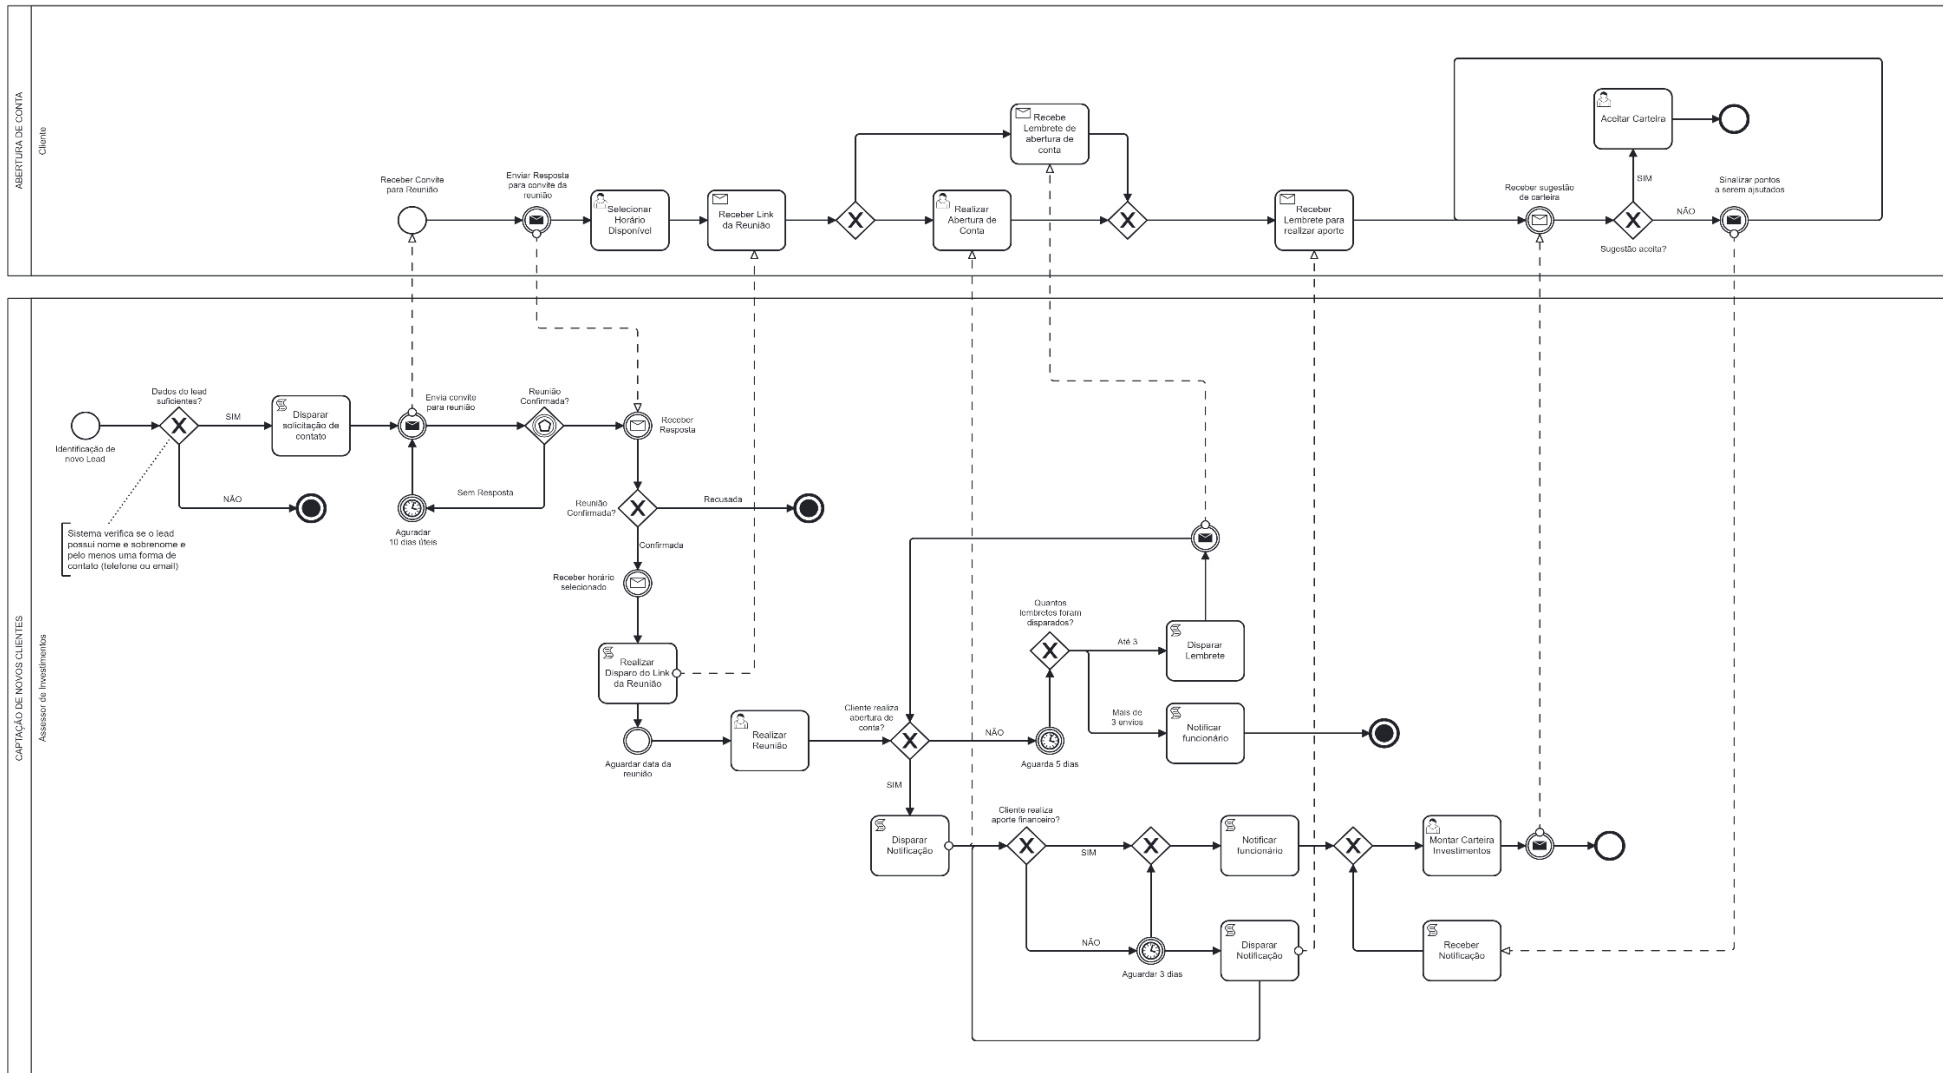 ABERTURA DE CONTA
Cliente
Receber Convite
para Reunião
Enviar Resposta
para convite da
reunião
Selecionar
Horário
Disponível
Receber Link
da Reunião
Recebe
Lembrete de
abertura de
conta
Realizar
Abertura de
Conta
Receber
Lembrete para
realizar aporte
Receber sugestão
de carteira
Aceitar Carteira
SIM
Sugestão aceita?
NÃO
Sinalizar pontos
a serem ajsutados
CAPTAÇÃO DE NOVOS CLIENTES
Assessor de Investimentos
Identificação de
novo Lead
Dados do lead
suficientes?
SIM
NÃO
Sistema verifica se o lead
possui nome e sobrenome e
pelo menos uma forma de
contato (telefone ou email)
Disparar
solicitação de
contato
Envia convite
para reunião
Reunião
Confirmada?
Sem Resposta
Aguradar
10 dias úteis
Receber
Resposta
Reunião
Confirmada?
Recusada
Confirmada
Receber horário
selecionado
Realizar
Disparo do Link
da Reunião
Aguardar data da
reunião
Realizar
Reunião
Cliente realiza
abertura de
conta?
NÃO
SIM
Aguarda 5 dias
Quantos
lembretes foram
disparados?
Até 3
Disparar
Lembrete
Mais de
3 envios
Notificar
funcionário
Disparar
Notificação
Cliente realiza
aporte financeiro?
SIM
NÃO
Aguardar 3 dias
Notificar
funcionário
Disparar
Notificação
Montar Carteira
Investimentos
Receber
Notificação